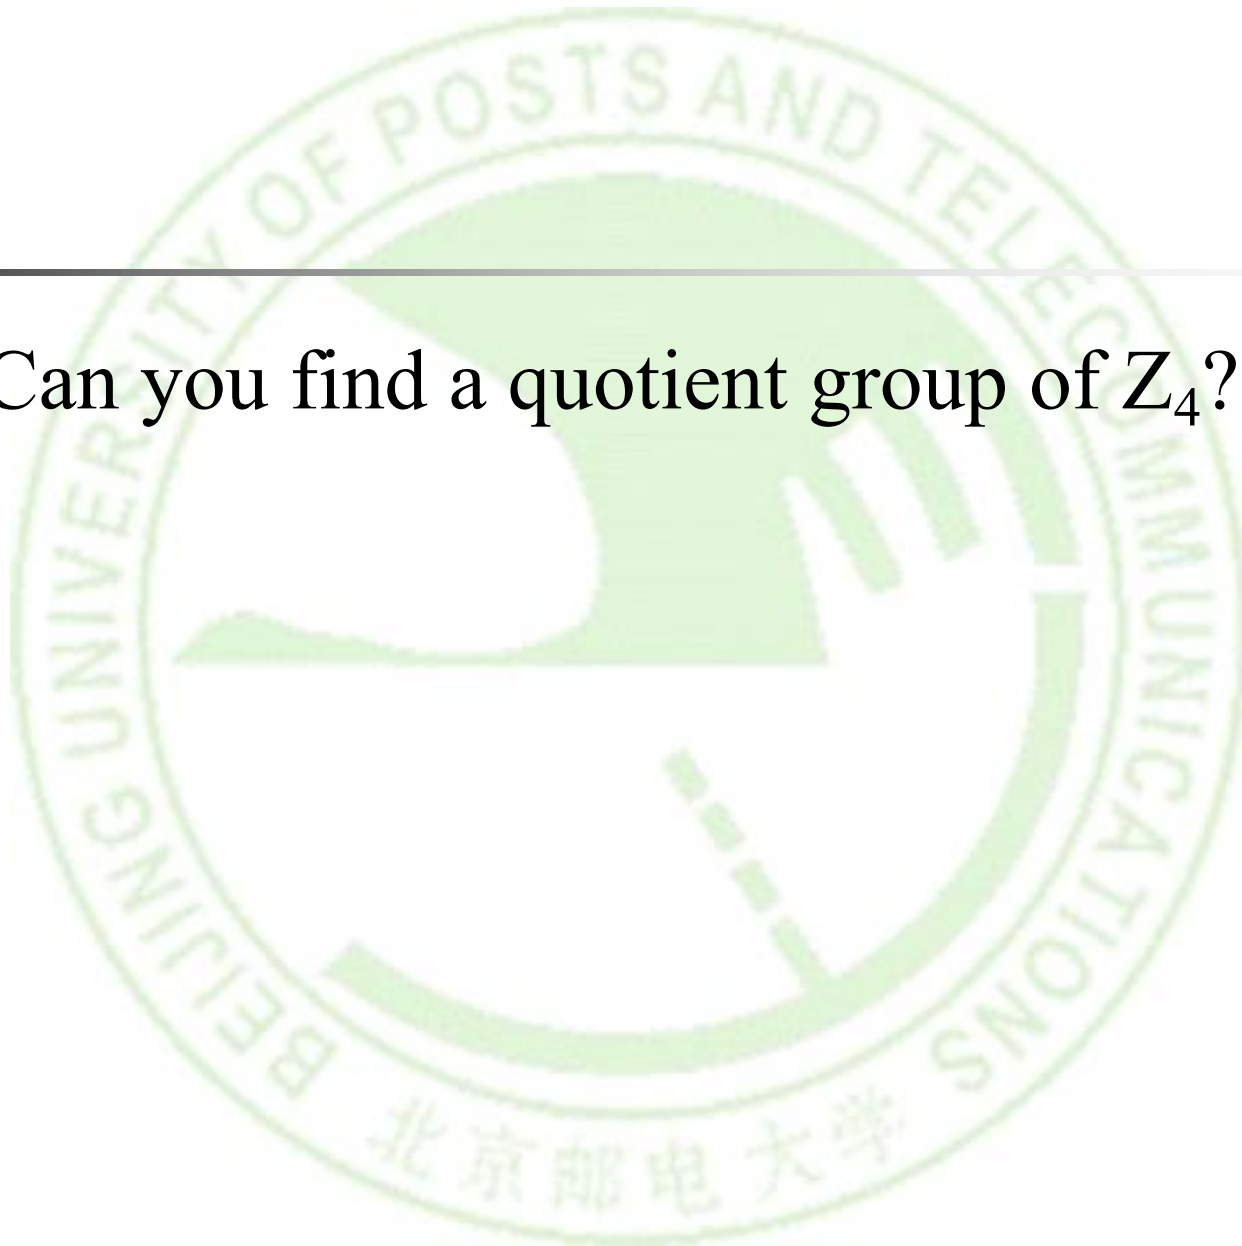 Can you find a quotient group of Z₄?
BEIJING UNIVERSITY OF POSTS AND TELECOMMUNICATIONS
北京邮电大学